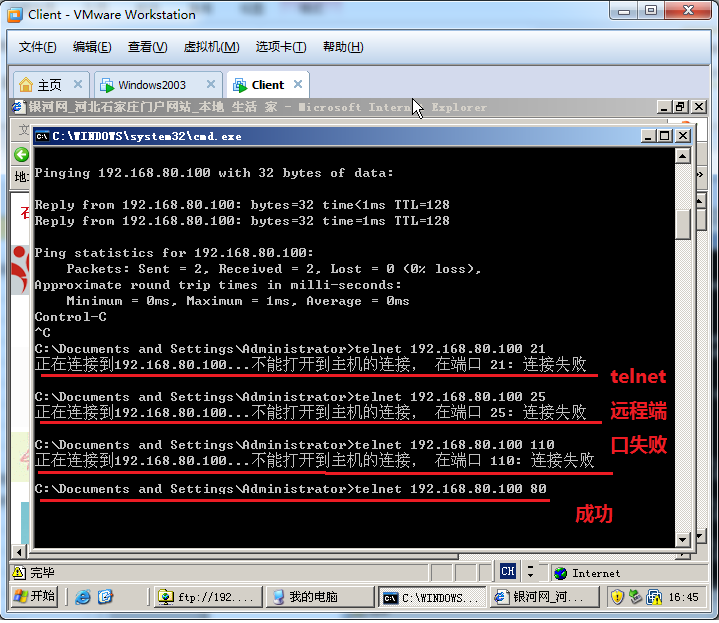 Client - VMware Workstation
文件(F) 编辑(E) 查看(V) 虚拟机(M) 选项卡(T) 帮助(H)
主页 Windows2003 Client
银河网_河北石家庄门户网站_本地 生活 家 - Microsoft Internet Explorer
C:\WINDOWS\system32\cmd.exe
Pinging 192.168.80.100 with 32 bytes of data:
Reply from 192.168.80.100: bytes=32 time<1ms TTL=128
Reply from 192.168.80.100: bytes=32 time=1ms TTL=128
Ping statistics for 192.168.80.100:
Packets: Sent = 2, Received = 2, Lost = 0 (0% loss),
Approximate round trip times in milli-seconds:
Minimum = 0ms, Maximum = 1ms, Average = 0ms
Control-C
^C
C:\Documents and Settings\Administrator>telnet 192.168.80.100 21
正在连接到192.168.80.100...不能打开到主机的连接， 在端口 21: 连接失败
C:\Documents and Settings\Administrator>telnet 192.168.80.100 25
正在连接到192.168.80.100...不能打开到主机的连接， 在端口 25: 连接失败
C:\Documents and Settings\Administrator>telnet 192.168.80.100 110
正在连接到192.168.80.100...不能打开到主机的连接， 在端口 110: 连接失败
C:\Documents and Settings\Administrator>telnet 192.168.80.100 80
telnet
远程端
口失败
成功
完毕 CH Internet
开始 ftp://192.... 我的电脑 C:\WINDOWS... 银河网_河... 16:45